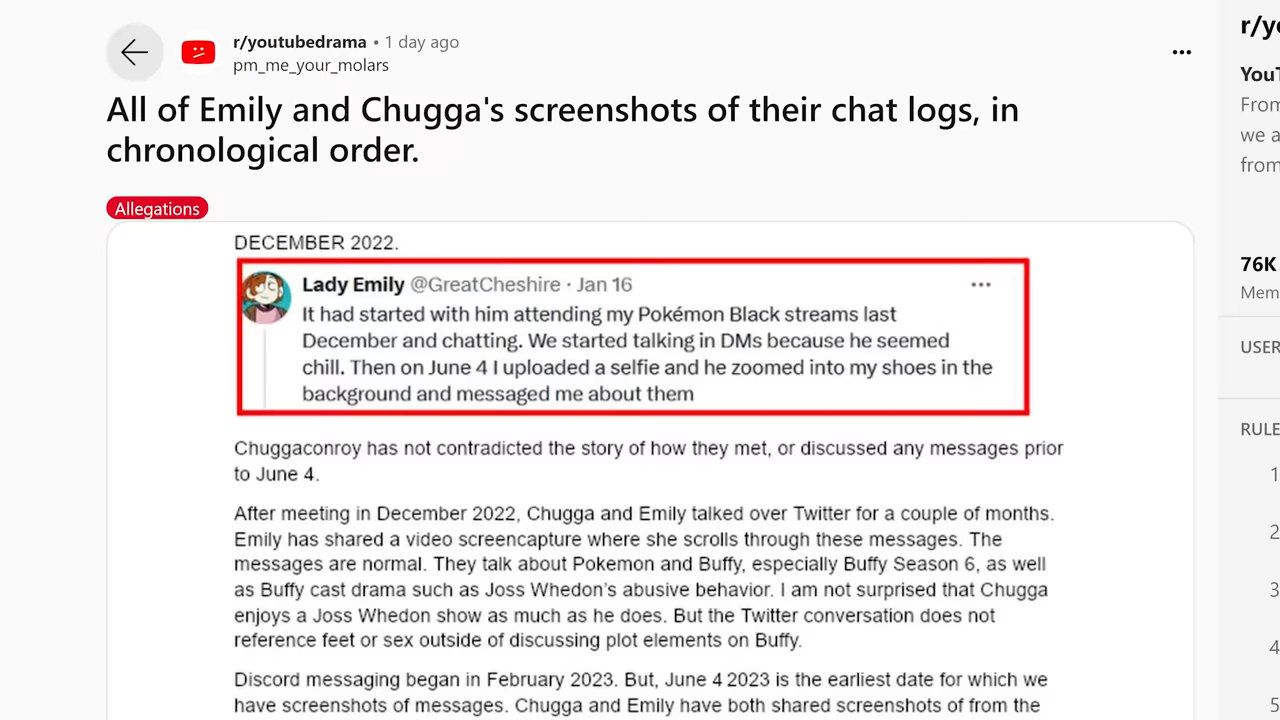 r/youtubedrama • 1 day ago
pm_me_your_molars
All of Emily and Chugga's screenshots of their chat logs, in
chronological order.
Allegations
DECEMBER 2022.
Lady Emily @GreatCheshire · Jan 16
It had started with him attending my Pokémon Black streams last
December and chatting. We started talking in DMs because he seemed
chill. Then on June 4 I uploaded a selfie and he zoomed into my shoes in the
background and messaged me about them
Chuggaconroy has not contradicted the story of how they met, or discussed any messages prior
to June 4.
After meeting in December 2022, Chugga and Emily talked over Twitter for a couple of months.
Emily has shared a video screencapture where she scrolls through these messages. The
messages are normal. They talk about Pokemon and Buffy, especially Buffy Season 6, as well
as Buffy cast drama such as Joss Whedon's abusive behavior. I am not surprised that Chugga
enjoys a Joss Whedon show as much as he does. But the Twitter conversation does not
reference feet or sex outside of discussing plot elements on Buffy.
Discord messaging began in February 2023. But, June 4 2023 is the earliest date for which we
have screenshots of messages. Chugga and Emily have both shared screenshots of from the
r/y
You
From
we a
from
76K
Mem
USER
RULE
1
2
3
4
5